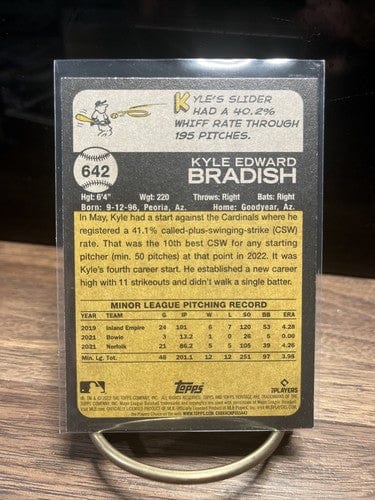 KYLE'S SLIDER
HAD A 40.2%
WHIFF RATE THROUGH
195 PITCHES.
642
KYLE EDWARD
BRADISH
Hgt: 6'4" Wgt: 220 Throws: Right Bats: Right
Born: 9-12-96, Peoria, Az. Home: Goodyear, Az.
In May, Kyle had a start against the Cardinals where he
registered a 41.1% called-plus-swinging-strike (CSW)
rate. That was the 10th best CSW for any starting
pitcher (min. 50 pitches) at that point in 2022. It was
Kyle's fourth career start. He established a new career
high with 11 strikeouts and didn't walk a single batter.
MINOR LEAGUE PITCHING RECORD
YEAR TEAM G IP W L SO BB ERA
2019 Inland Empire 24 101 6 7 120 53 4.28
2021 Bowie 3 13.2 1 0 26 5 0.00
2021 Norfolk 21 86.2 5 5 105 39 4.26
Min. Lg. Tot. 48 201.1 12 12 251 97 3.98
topps
PLAYERS